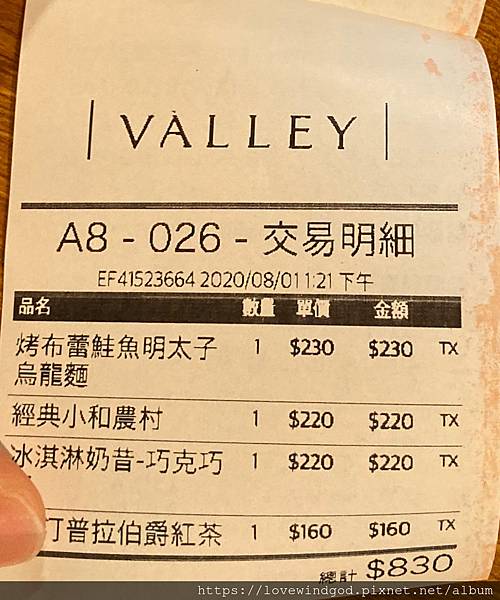 VALLEY
A8 - 026 - 交易明細
EF41523664 2020/08/01 1:21 下午
品名 數量 單價 金額
烤布蕾鮭魚明太子 1 $230 $230 TX
烏龍麵
經典小和農村 1 $220 $220 TX
冰淇淋奶昔-巧克巧 1 $220 $220 TX
汀普拉伯爵紅茶 1 $160 $160 TX
總計 $830
https://lovewindgod.pixnet.net/album